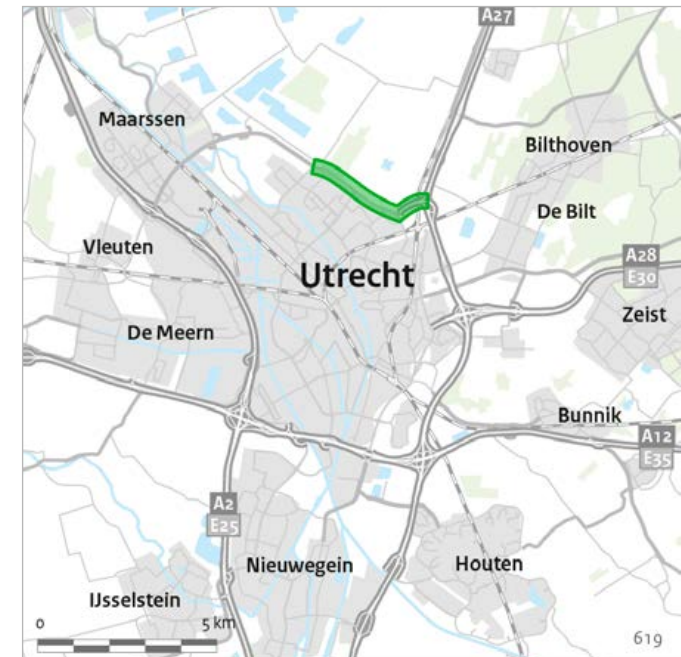 A27
Maarssen
Bilthoven
De Bilt
Vleuten
Utrecht
A28
E30
Zeist
De Meern
Bunnik
A12
E35
A2
E25
Nieuwegein
Houten
IJsselstein
0 5 km
619